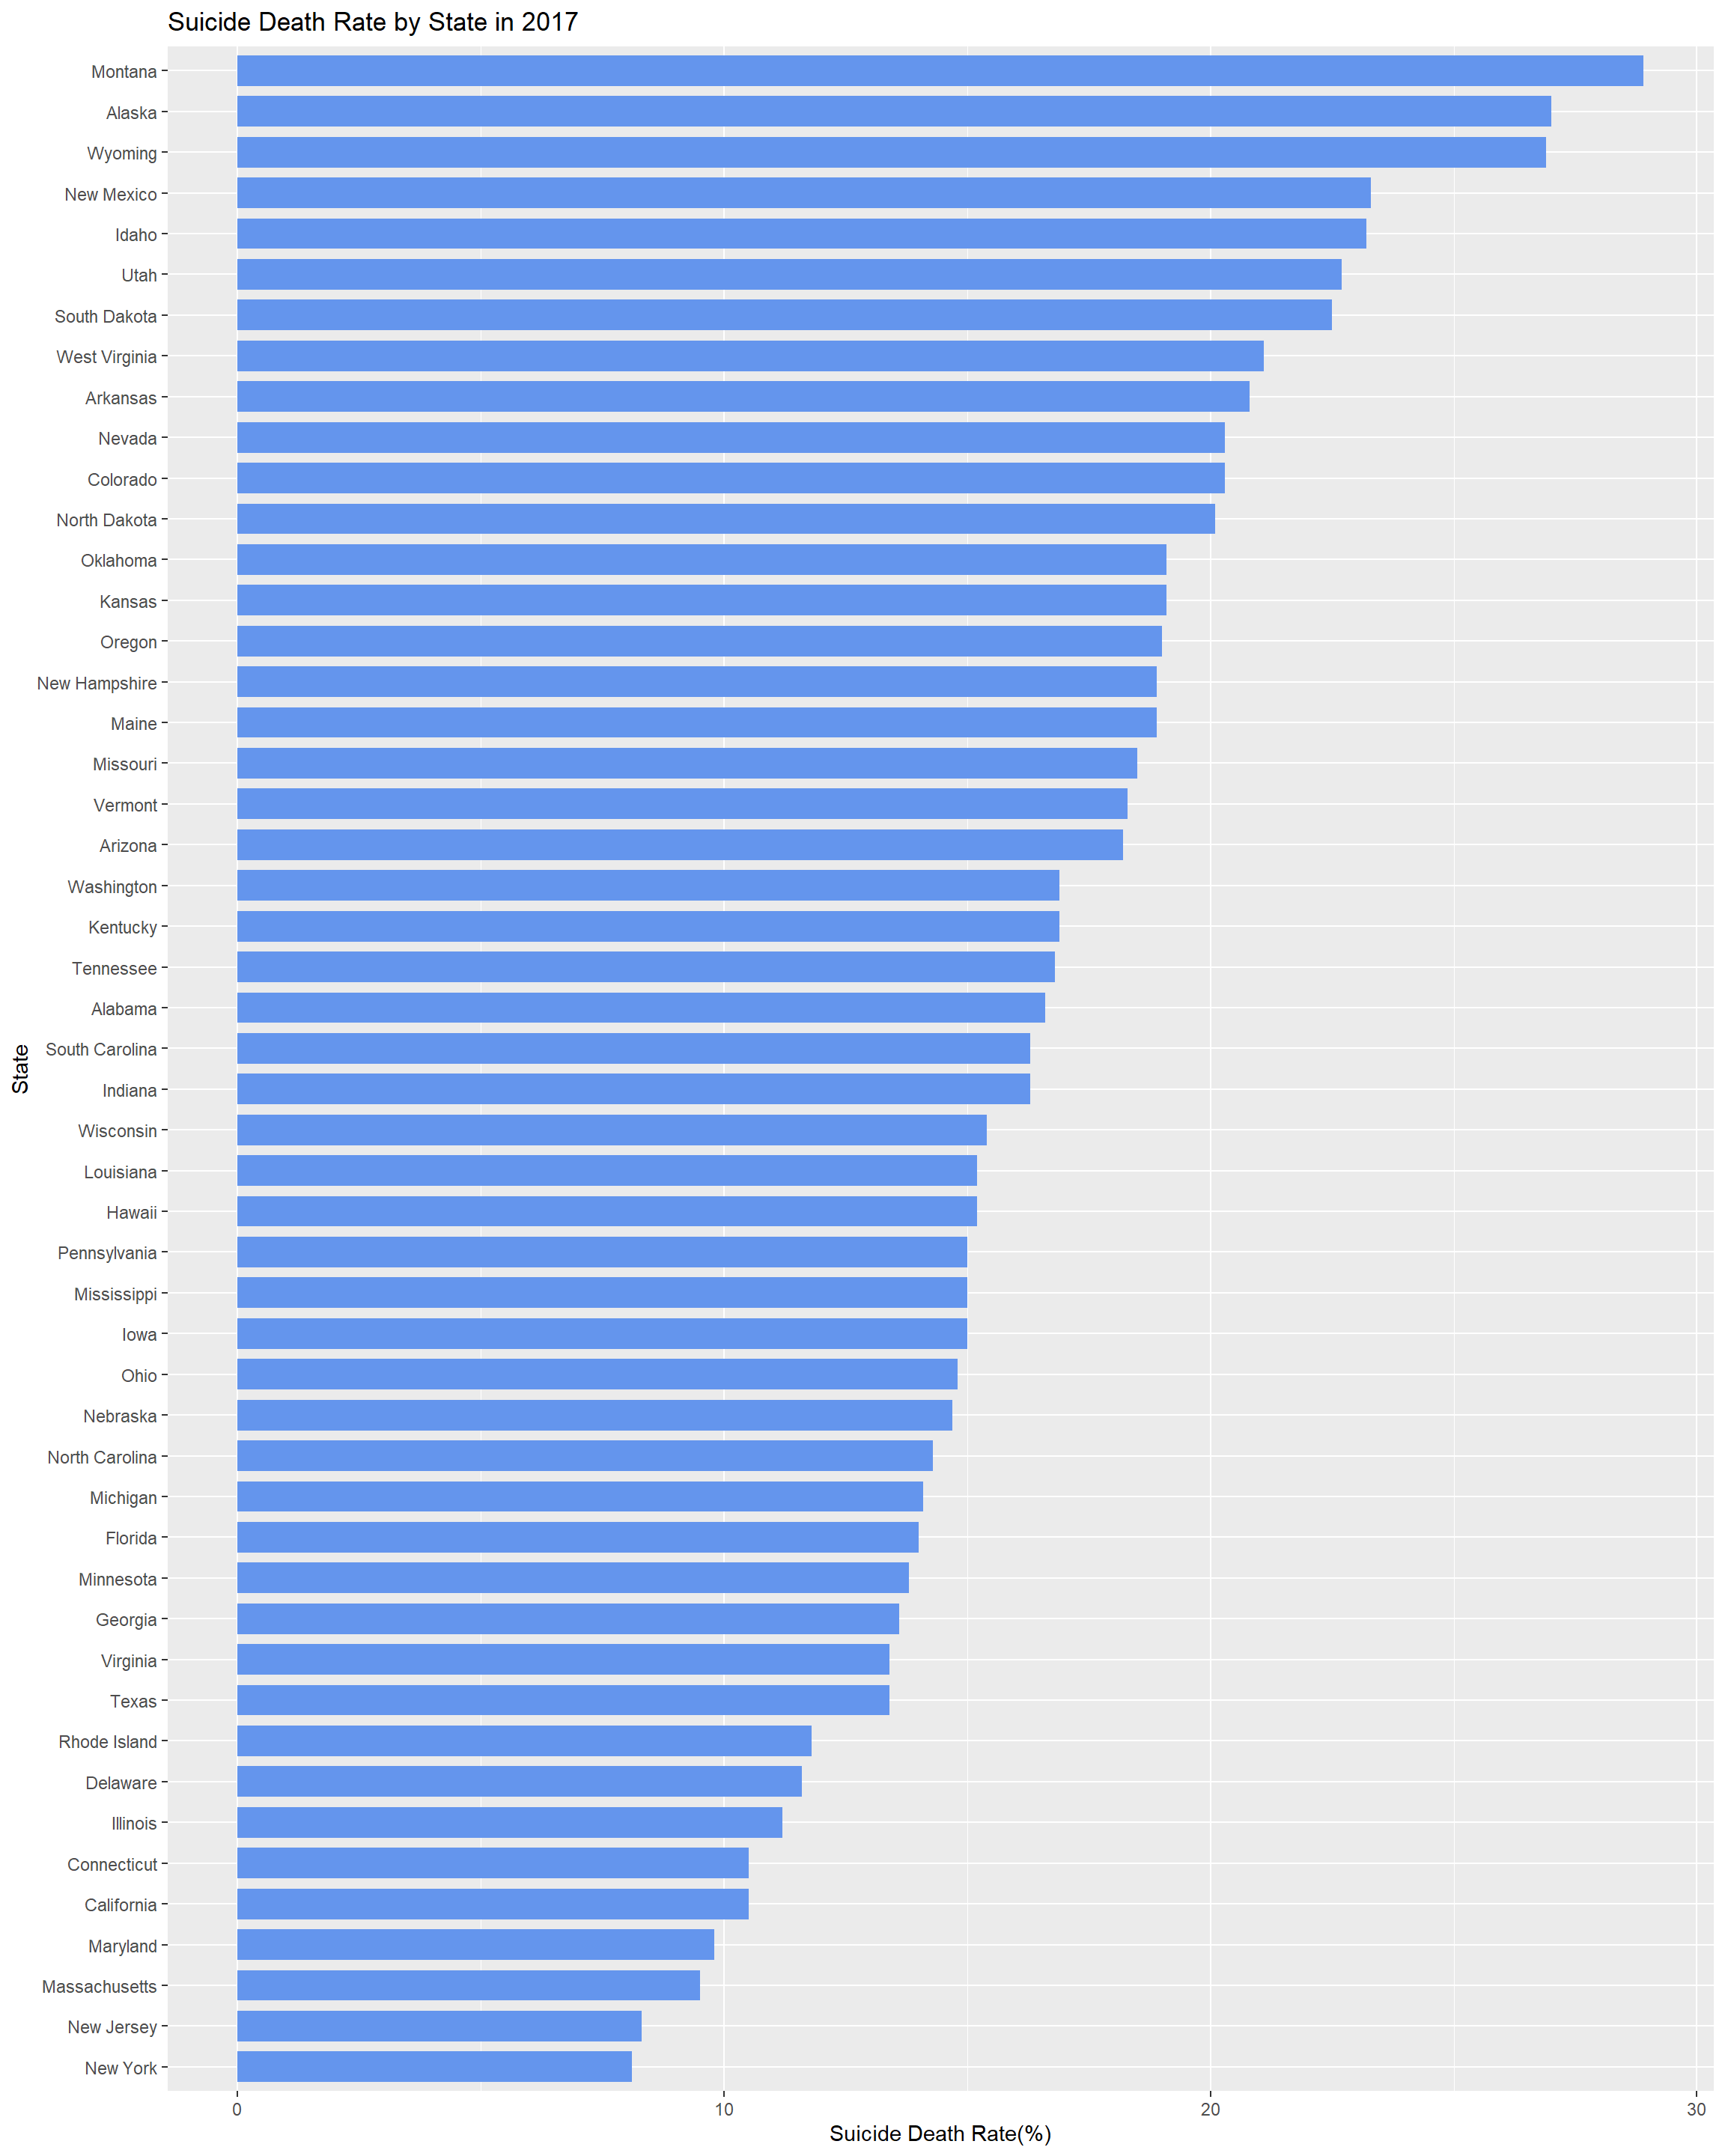 Suicide Death Rate by State in 2017
Montana
Alaska
Wyoming
New Mexico
Idaho
Utah
South Dakota
West Virginia
Arkansas
Nevada
Colorado
North Dakota
Oklahoma
Kansas
Oregon
New Hampshire
Maine
Missouri
Vermont
Arizona
Washington
Kentucky
Tennessee
Alabama
South Carolina
Indiana
Wisconsin
Louisiana
Hawaii
Pennsylvania
Mississippi
Iowa
Ohio
Nebraska
North Carolina
Michigan
Florida
Minnesota
Georgia
Virginia
Texas
Rhode Island
Delaware
Illinois
Connecticut
California
Maryland
Massachusetts
New Jersey
New York
State
0 10 20 30
Suicide Death Rate(%)